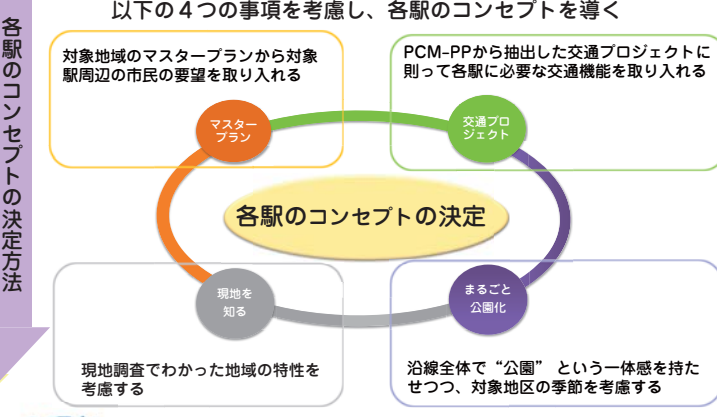 以下の4つの事項を考慮し、各駅のコンセプトを導く
各駅のコンセプトの決定方法
対象地域のマスタープランから対象
駅周辺の市民の要望を取り入れる
PCM-PPから抽出した交通プロジェクトに
則って各駅に必要な交通機能を取り入れる
マスター
プラン
交通プロ
ジェクト
各駅のコンセプトの決定
現地を
知る
まるごと
公園化
現地調査でわかった地域の特性を
考慮する
沿線全体で“公園” という一体感を持た
せつつ、対象地区の季節を考慮する